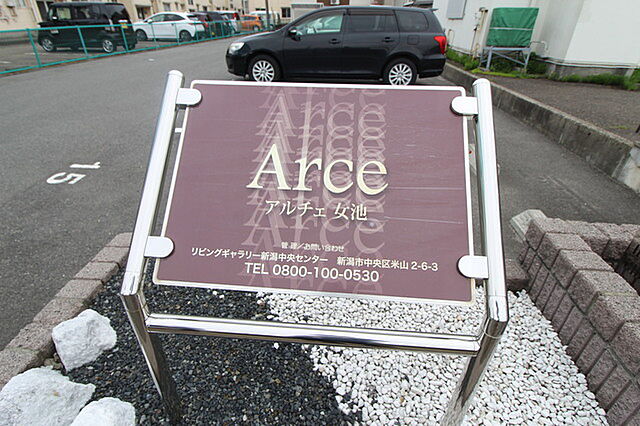 Arce
アルチェ 女池
管理／お問い合わせ
リビングギャラリー新潟中央センター 新潟市中央区米山2-6-3
TEL 0800-100-0530
15